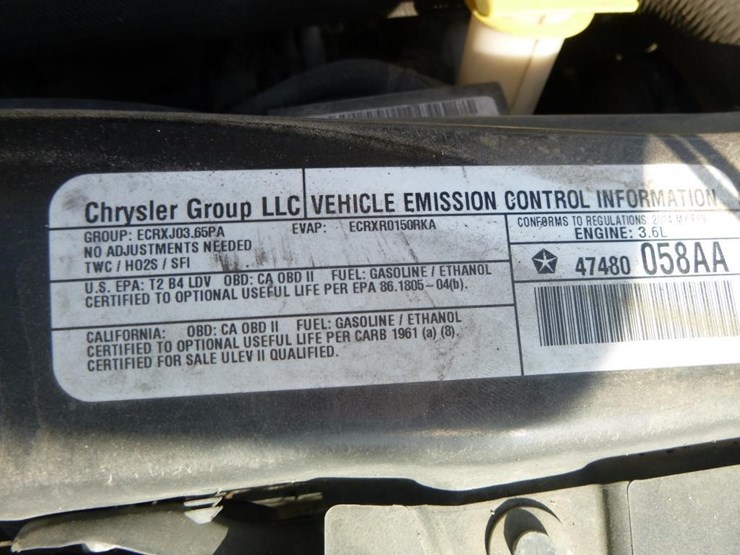 Chrysler Group LLC VEHICLE EMISSION CONTROL INFORMATION
GROUP: ECRXJ03.65PA EVAP: ECRXR0150RKA
NO ADJUSTMENTS NEEDED
TWC / HO2S / SFI
CONFORMS TO REGULATIONS
ENGINE: 3.6L
47480 058AA
U.S. EPA: T2 B4 LDV OBD: CA OBD II FUEL: GASOLINE / ETHANOL
CERTIFIED TO OPTIONAL USEFUL LIFE PER EPA 86.1805-04(b).
CALIFORNIA: OBD: CA OBD II FUEL: GASOLINE / ETHANOL
CERTIFIED TO OPTIONAL USEFUL LIFE PER CARB 1961 (a) (8).
CERTIFIED FOR SALE ULEV II QUALIFIED.